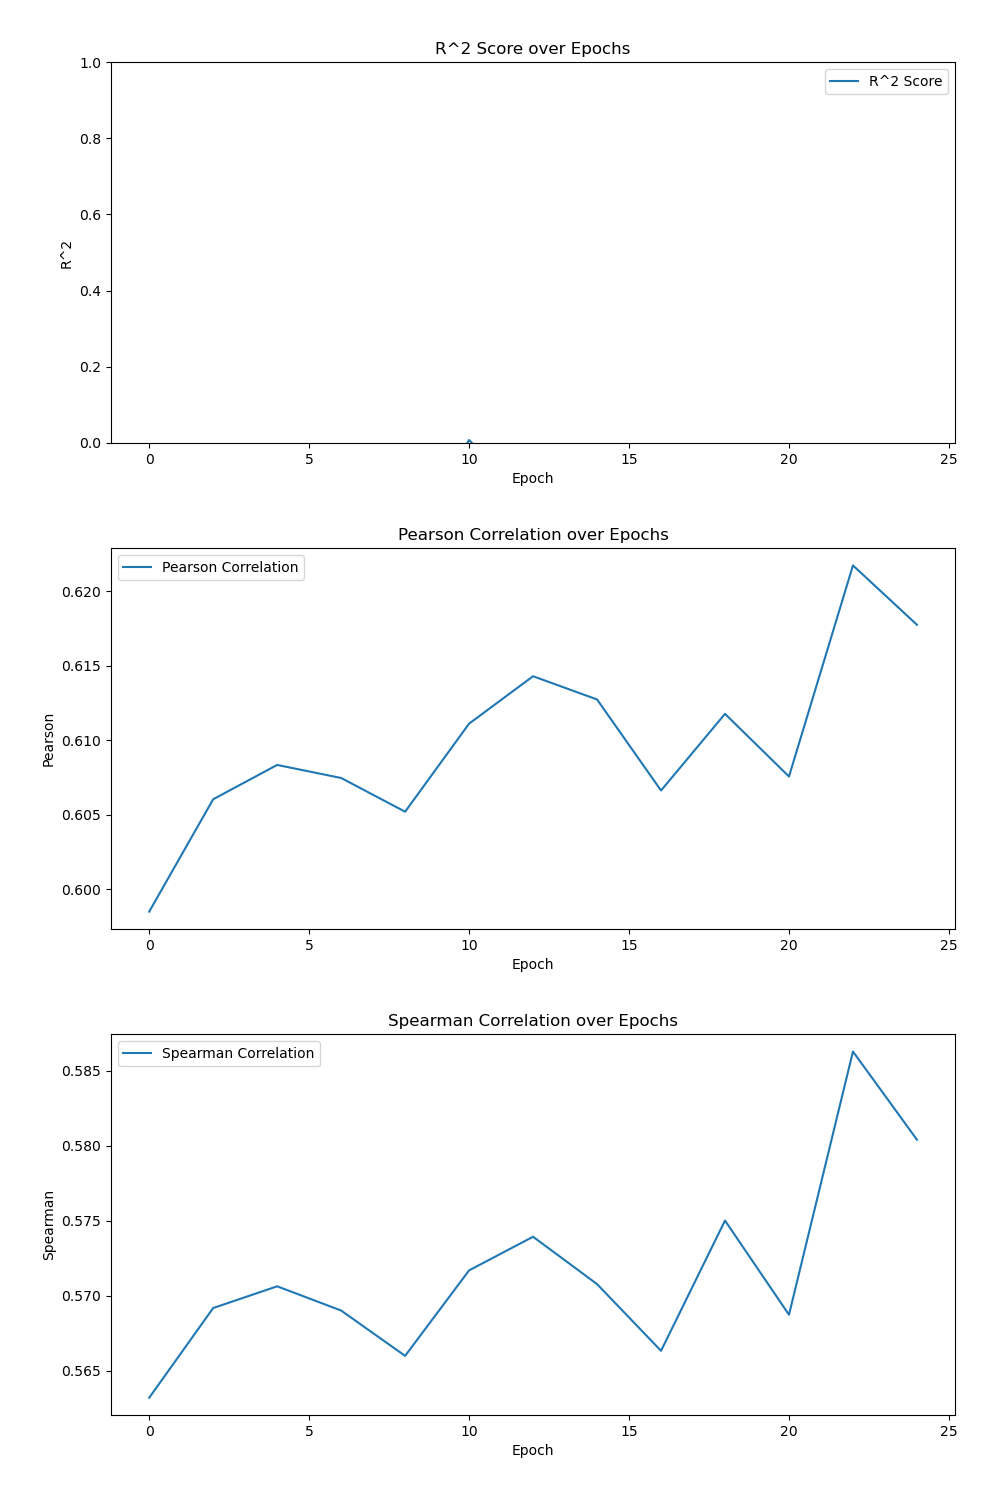 R^2 Score over Epochs
R^2 Score
1.0
0.8
0.6
0.4
0.2
0.0
R^2
0 5 10 15 20 25
Epoch
Pearson Correlation over Epochs
Pearson Correlation
0.620
0.615
0.610
0.605
0.600
Pearson
0 5 10 15 20 25
Epoch
Spearman Correlation over Epochs
Spearman Correlation
0.585
0.580
0.575
0.570
0.565
Spearman
0 5 10 15 20 25
Epoch